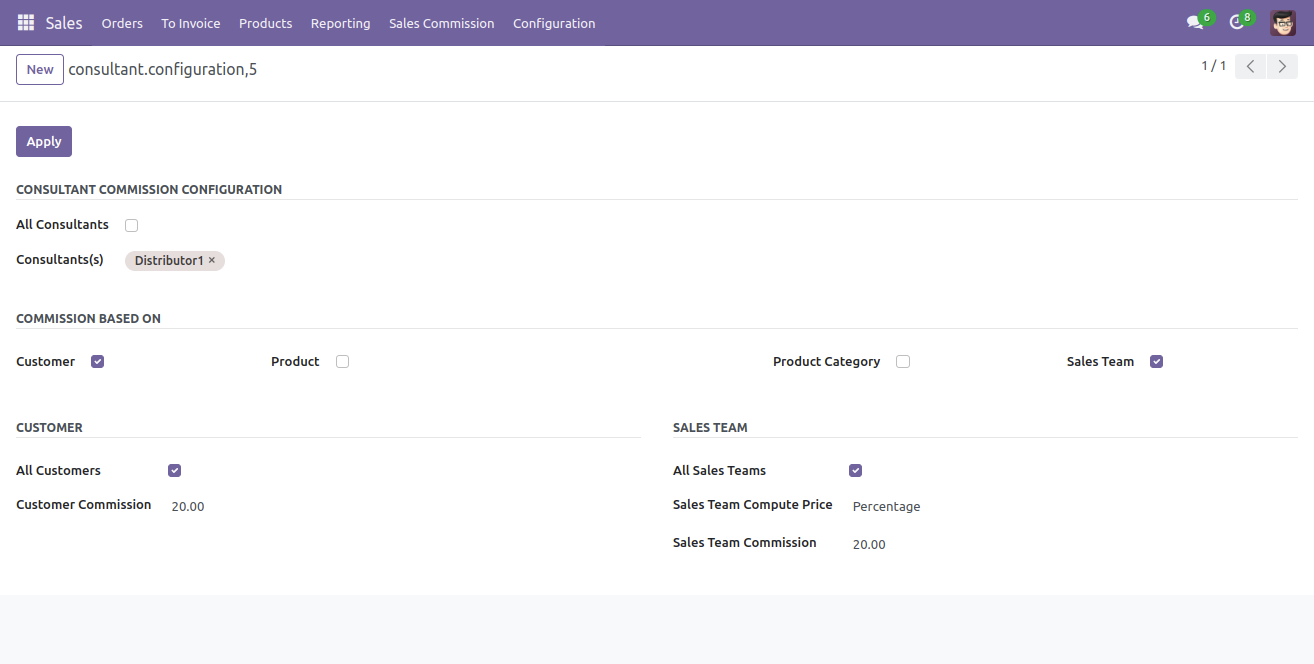 Sales Orders To Invoice Products Reporting Sales Commission Configuration 6 8
New consultant.configuration,5 1 / 1
Apply
CONSULTANT COMMISSION CONFIGURATION
All Consultants
Consultants(s) Distributor1 ×
COMMISSION BASED ON
Customer Product Product Category Sales Team
CUSTOMER SALES TEAM
All Customers All Sales Teams
Customer Commission 20.00 Sales Team Compute Price Percentage
Sales Team Commission 20.00